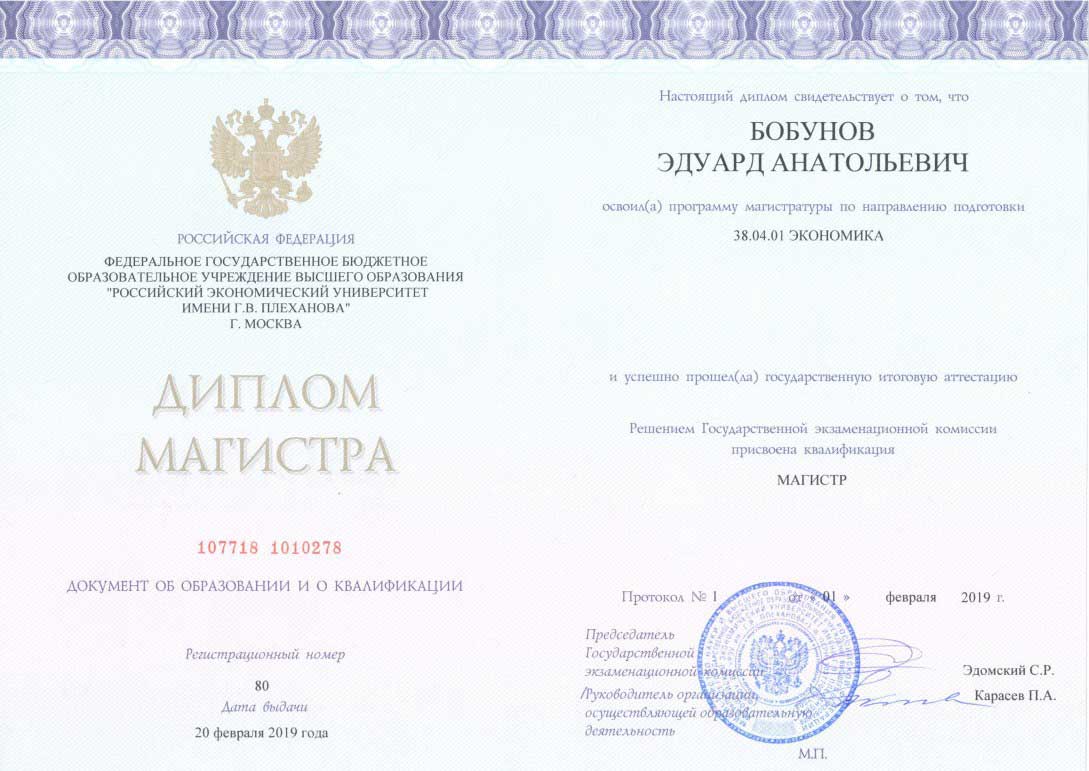 РОССИЙСКАЯ ФЕДЕРАЦИЯ
ФЕДЕРАЛЬНОЕ ГОСУДАРСТВЕННОЕ БЮДЖЕТНОЕ
ОБРАЗОВАТЕЛЬНОЕ УЧРЕЖДЕНИЕ ВЫСШЕГО ОБРАЗОВАНИЯ
"РОССИЙСКИЙ ЭКОНОМИЧЕСКИЙ УНИВЕРСИТЕТ
ИМЕНИ Г.В. ПЛЕХАНОВА"
Г. МОСКВА
ДИПЛОМ
МАГИСТРА
107718 1010278
ДОКУМЕНТ ОБ ОБРАЗОВАНИИ И О КВАЛИФИКАЦИИ
Регистрационный номер
80
Дата выдачи
20 февраля 2019 года
Настоящий диплом свидетельствует о том, что
БОБУНОВ
ЭДУАРД АНАТОЛЬЕВИЧ
освоил(а) программу магистратуры по направлению подготовки
38.04.01 ЭКОНОМИКА
и успешно прошел(ла) государственную итоговую аттестацию
Решением Государственной экзаменационной комиссии
присвоена квалификация
МАГИСТР
Протокол № 1 от « 01 » февраля 2019 г.
Председатель
Государственной
экзаменационной комиссии Эдомский С.Р.
Руководитель организации, Карасев П.А.
осуществляющей образовательную
деятельность
М.П.